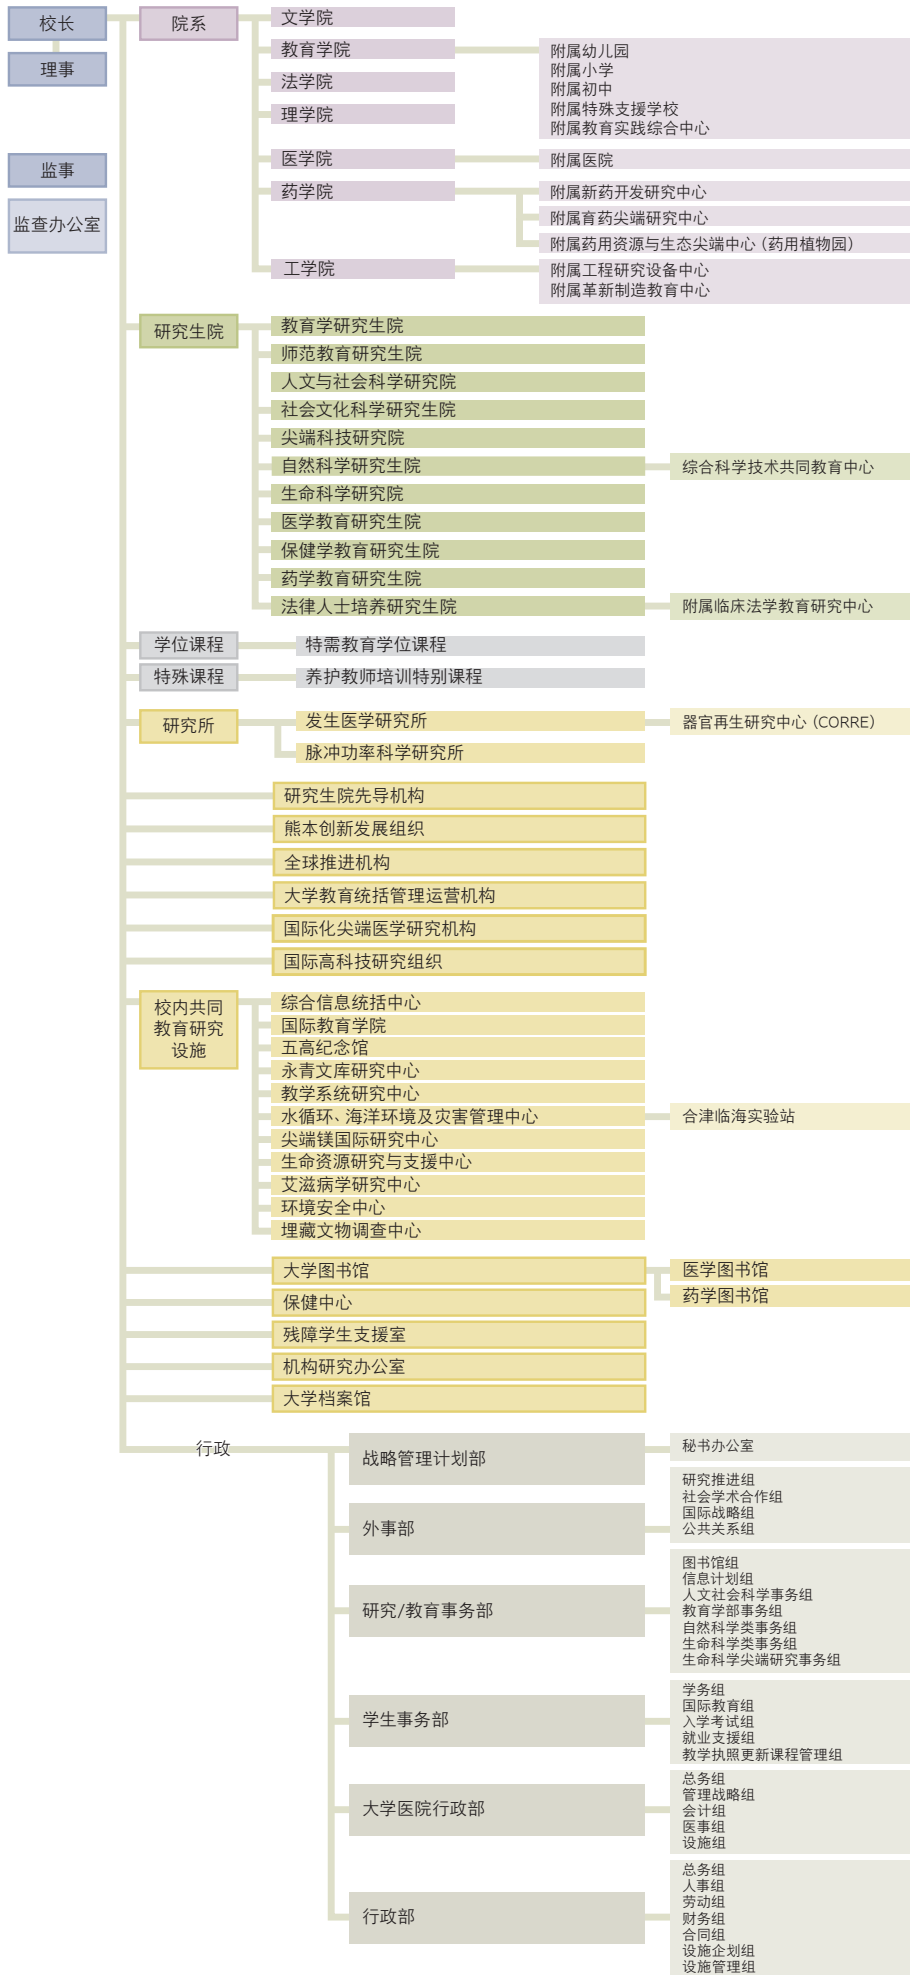 校长
理事
监事
监查办公室
院系
文学院
教育学院
附属幼儿园
附属小学
附属初中
附属特殊支援学校
附属教育实践综合中心
法学院
理学院
医学院
附属医院
药学院
附属新药开发研究中心
附属育药尖端研究中心
附属药用资源与生态尖端中心（药用植物园）
工学院
附属工程研究设备中心
附属革新制造教育中心
研究生院
教育学研究生院
师范教育研究生院
人文与社会科学研究院
社会文化科学研究生院
尖端科技研究院
自然科学研究生院
综合科学技术共同教育中心
生命科学研究院
医学教育研究生院
保健学教育研究生院
药学教育研究生院
法律人士培养研究生院
附属临床法学教育研究中心
学位课程
特需教育学位课程
特殊课程
养护教师培训特别课程
研究所
发生医学研究所
器官再生研究中心（CORRE）
脉冲功率科学研究所
研究生院先导机构
熊本创新发展组织
全球推进机构
大学教育统括管理运营机构
国际化尖端医学研究机构
国际高科技研究组织
校内共同
教育研究
设施
综合信息统括中心
国际教育学院
五高纪念馆
永青文库研究中心
教学系统研究中心
水循环、海洋环境及灾害管理中心
合津临海实验站
尖端镁国际研究中心
生命资源研究与支援中心
艾滋病学研究中心
环境安全中心
埋藏文物调查中心
大学图书馆
医学图书馆
药学图书馆
保健中心
残障学生支援室
机构研究办公室
大学档案馆
行政
战略管理计划部
秘书办公室
外事部
研究推进组
社会学术合作组
国际战略组
公共关系组
研究/教育事务部
图书馆组
信息计划组
人文社会科学事务组
教育学部事务组
自然科学类事务组
生命科学类事务组
生命科学尖端研究事务组
学生事务部
学务组
国际教育组
入学考试组
就业支援组
教学执照更新课程管理组
大学医院行政部
总务组
管理战略组
会计组
医事组
设施组
行政部
总务组
人事组
劳动组
财务组
合同组
设施企划组
设施管理组